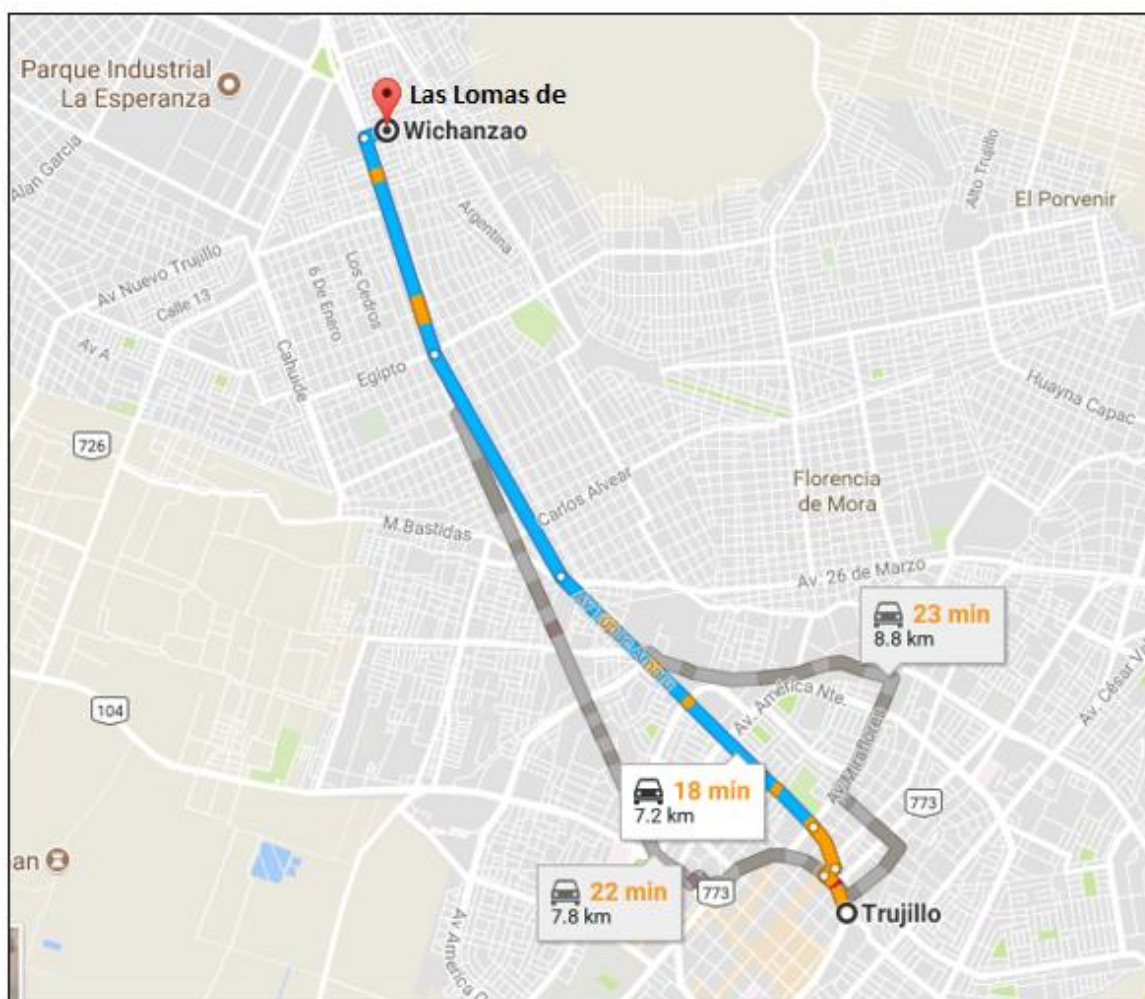 Parque Industrial
La Esperanza
Las Lomas de
Wichanzao
Alan García
Argentina
Alto Trujillo
El Porvenir
Av Nuevo Trujillo
Calle 13
6 De Enero
Los Cedros
Av A
Cahuide
Egipto
Huayna Capac
726
Florencia
de Mora
Carlos Alvear
M.Bastidas
Av. 26 de Marzo
23 min
8.8 km
104
Av. América Nte.
Av. Miraflores
18 min
7.2 km
773
22 min
7.8 km
773
Trujillo